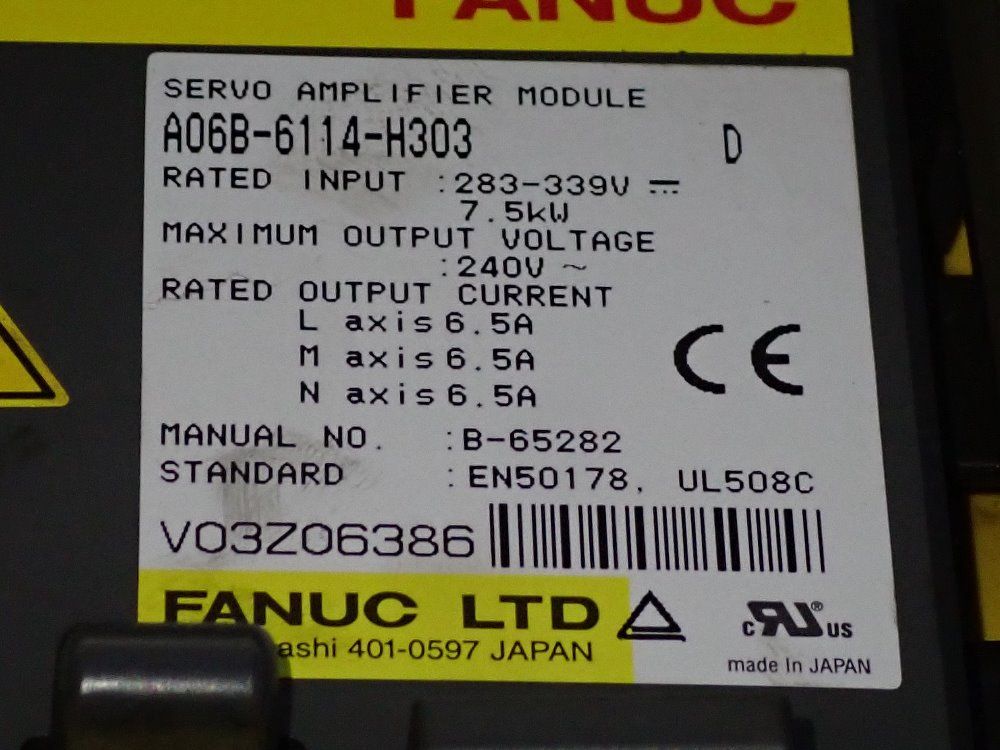 FANUC
SERVO AMPLIFIER MODULE
A06B-6114-H303 D
RATED INPUT :283-339V ⎓
7.5kW
MAXIMUM OUTPUT VOLTAGE
:240V ~
RATED OUTPUT CURRENT
L axis 6.5A
M axis 6.5A
N axis 6.5A
CE
MANUAL NO. :B-65282
STANDARD :EN50178, UL508C
V03Z06386
FANUC LTD
ashi 401-0597 JAPAN
c RU ® US
made In JAPAN